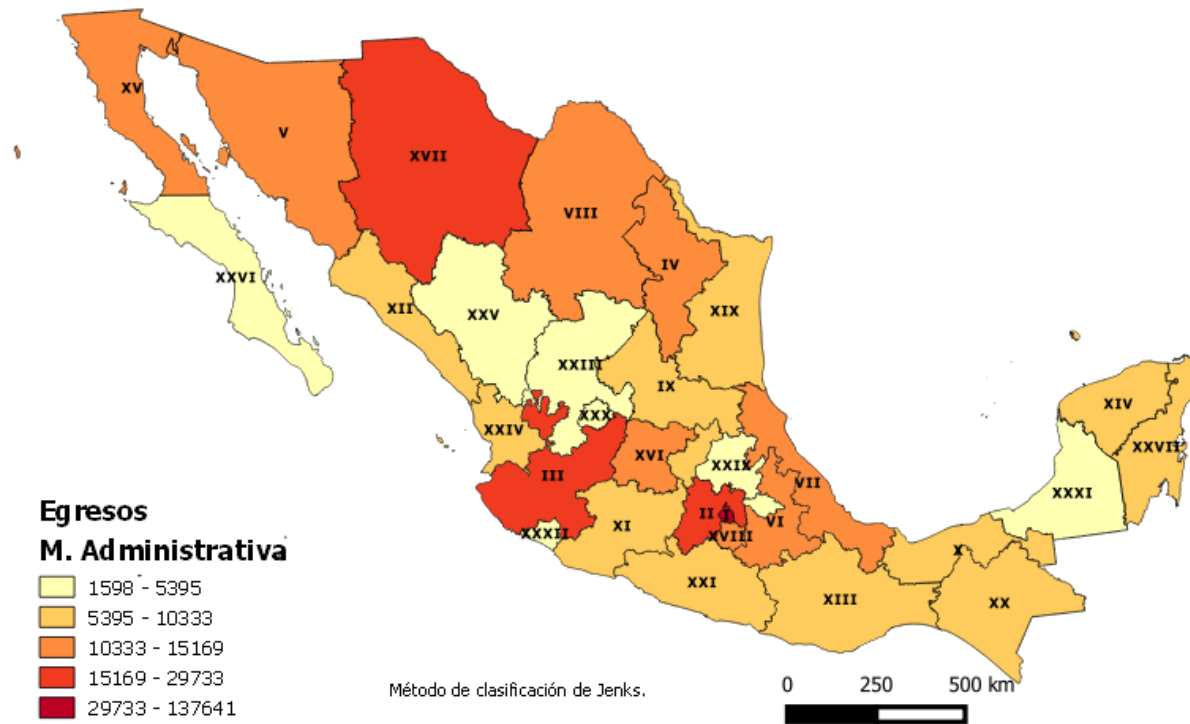 XV
V
XVII
VIII
IV
XXVI
XII
XXV
XIX
XXIII
IX
XXX
XXIV
XIV
XVI
XXIX
XXVII
III
VII
XXXI
II
I
VI
XXXII
XI
XVIII
X
XXI
XIII
XX
Egresos
M. Administrativa
1598 - 5395
5395 - 10333
10333 - 15169
15169 - 29733
29733 - 137641
Método de clasificación de Jenks.
0 250 500 km